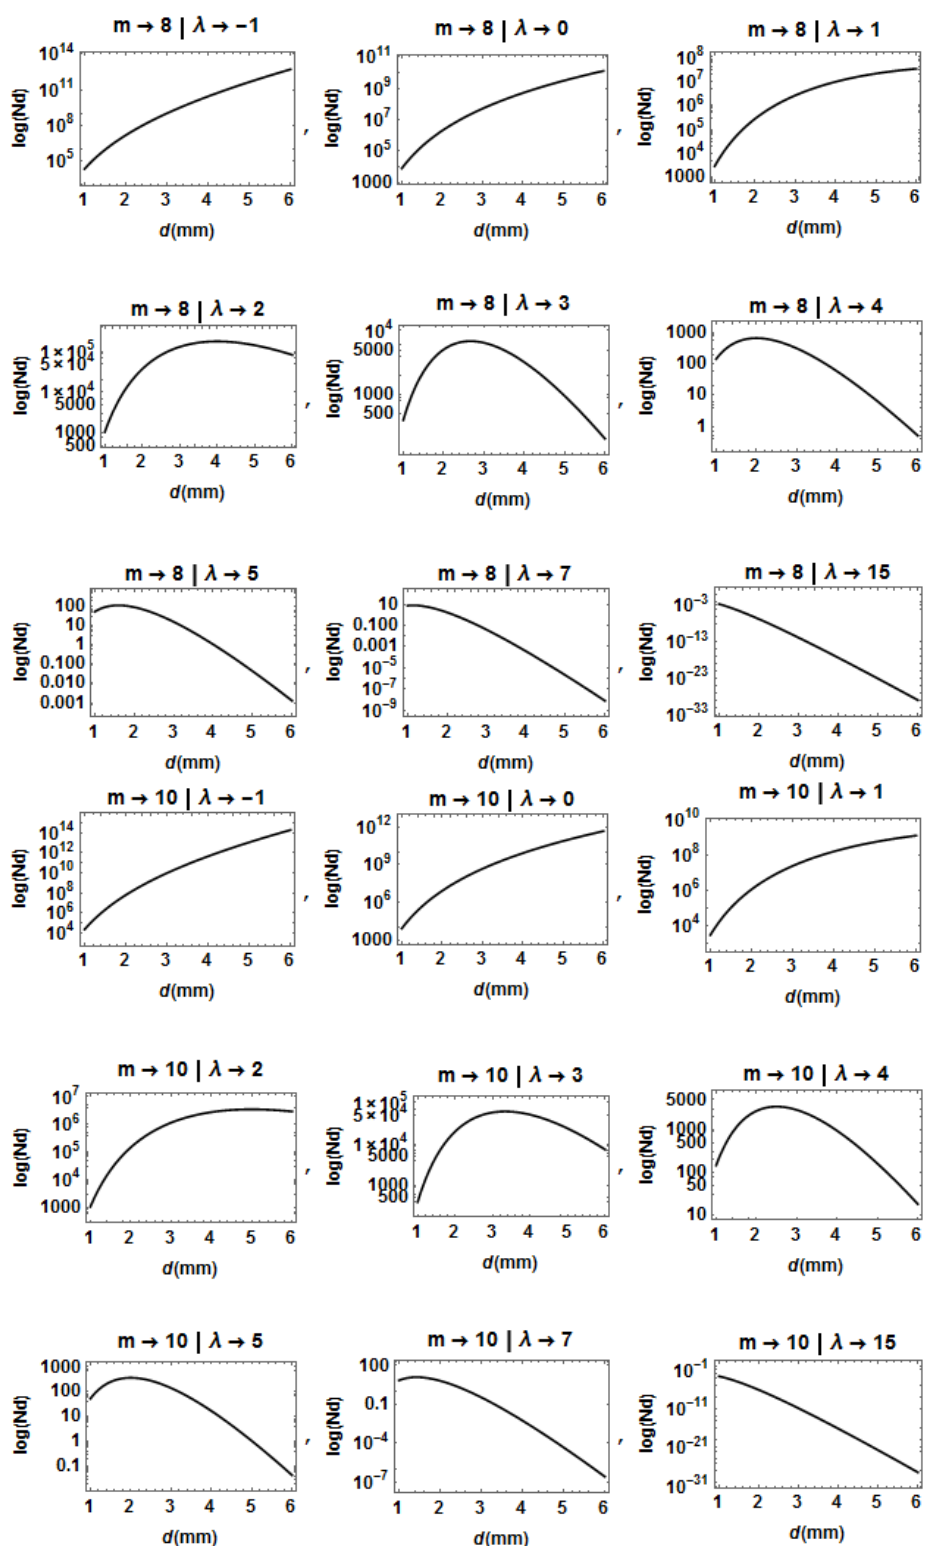 m → 8 | λ → −1
m → 8 | λ → 0
m → 8 | λ → 1
log(Nd)
10^14
10^11
10^8
10^5
1 2 3 4 5 6
d(mm)
,
log(Nd)
10^11
10^9
10^7
10^5
1000
1 2 3 4 5 6
d(mm)
,
log(Nd)
10^8
10^7
10^6
10^5
10^4
1000
1 2 3 4 5 6
d(mm)
m → 8 | λ → 2
m → 8 | λ → 3
m → 8 | λ → 4
log(Nd)
1 × 10^5
5 × 10^4
1 × 10^4
5000
1000
500
1 2 3 4 5 6
d(mm)
,
log(Nd)
10^4
5000
1000
500
1 2 3 4 5 6
d(mm)
,
log(Nd)
1000
100
10
1
1 2 3 4 5 6
d(mm)
m → 8 | λ → 5
m → 8 | λ → 7
m → 8 | λ → 15
log(Nd)
100
10
1
0.100
0.010
0.001
1 2 3 4 5 6
d(mm)
,
log(Nd)
10
0.100
0.001
10^−5
10^−7
10^−9
1 2 3 4 5 6
d(mm)
,
log(Nd)
10^−3
10^−13
10^−23
10^−33
1 2 3 4 5 6
d(mm)
m → 10 | λ → −1
m → 10 | λ → 0
m → 10 | λ → 1
log(Nd)
10^14
10^12
10^10
10^8
10^6
10^4
1 2 3 4 5 6
d(mm)
,
log(Nd)
10^12
10^9
10^6
1000
1 2 3 4 5 6
d(mm)
,
log(Nd)
10^10
10^8
10^6
10^4
1 2 3 4 5 6
d(mm)
m → 10 | λ → 2
m → 10 | λ → 3
m → 10 | λ → 4
log(Nd)
10^7
10^6
10^5
10^4
1000
1 2 3 4 5 6
d(mm)
,
log(Nd)
1 × 10^5
5 × 10^4
1 × 10^4
5000
1000
500
1 2 3 4 5 6
d(mm)
,
log(Nd)
5000
1000
500
100
50
10
1 2 3 4 5 6
d(mm)
m → 10 | λ → 5
m → 10 | λ → 7
m → 10 | λ → 15
log(Nd)
1000
100
10
1
0.1
1 2 3 4 5 6
d(mm)
,
log(Nd)
100
0.1
10^−4
10^−7
1 2 3 4 5 6
d(mm)
,
log(Nd)
10^−1
10^−11
10^−21
10^−31
1 2 3 4 5 6
d(mm)